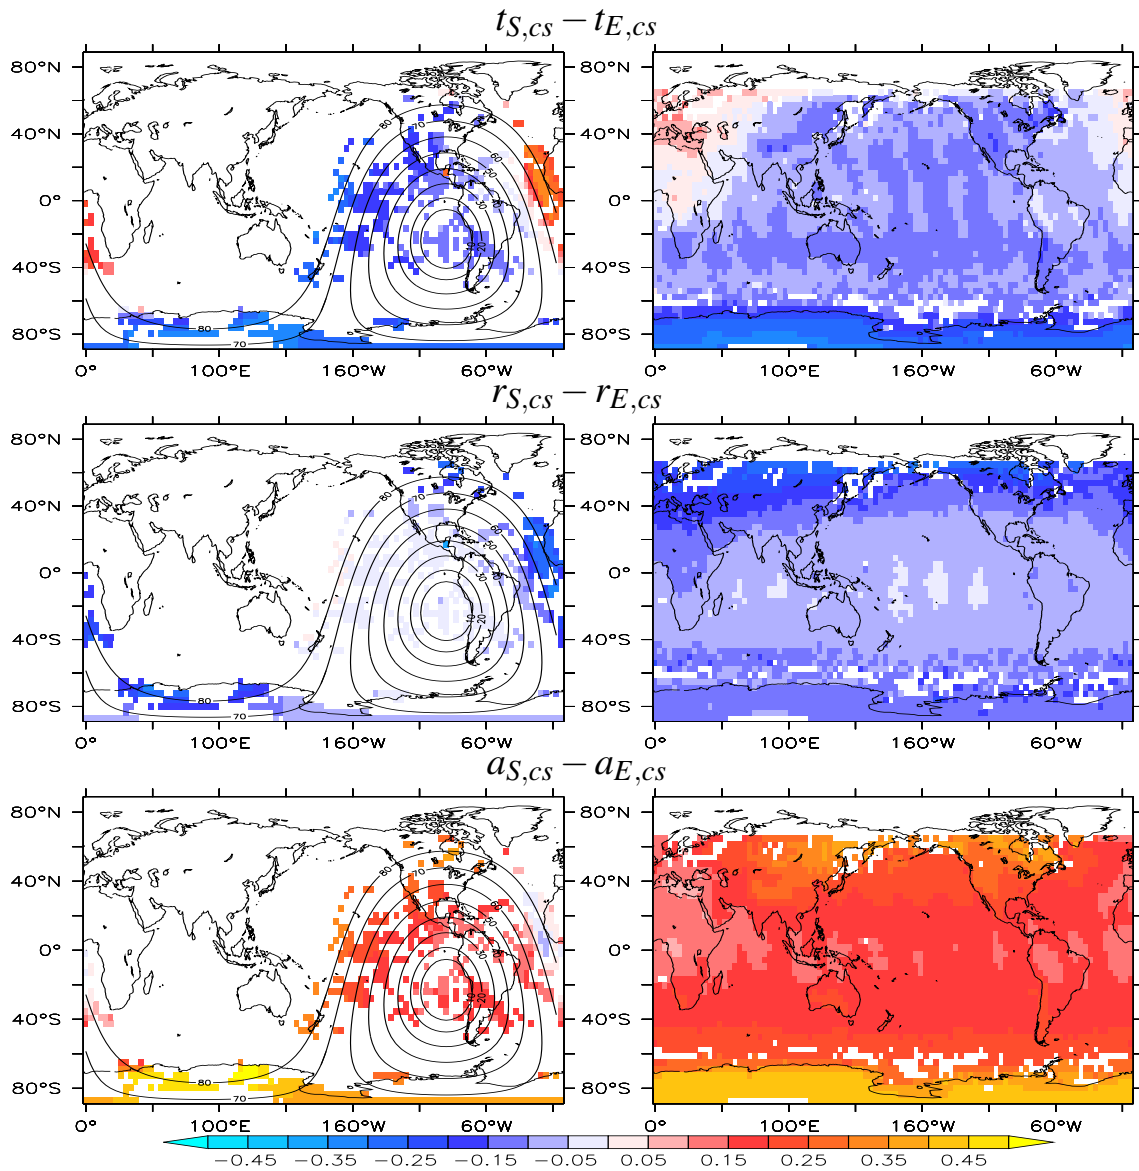 t_{S,cs} − t_{E,cs}
80°N 80°N
40°N 40°N
0° 0°
40°S 40°S
80°S 80°S
0° 100°E 160°W 60°W 0° 100°E 160°W 60°W
r_{S,cs} − r_{E,cs}
80°N 80°N
40°N 40°N
0° 0°
40°S 40°S
80°S 80°S
0° 100°E 160°W 60°W 0° 100°E 160°W 60°W
a_{S,cs} − a_{E,cs}
80°N 80°N
40°N 40°N
0° 0°
40°S 40°S
80°S 80°S
0° 100°E 160°W 60°W 0° 100°E 160°W 60°W
−0.45 −0.35 −0.25 −0.15 −0.05 0.05 0.15 0.25 0.35 0.45